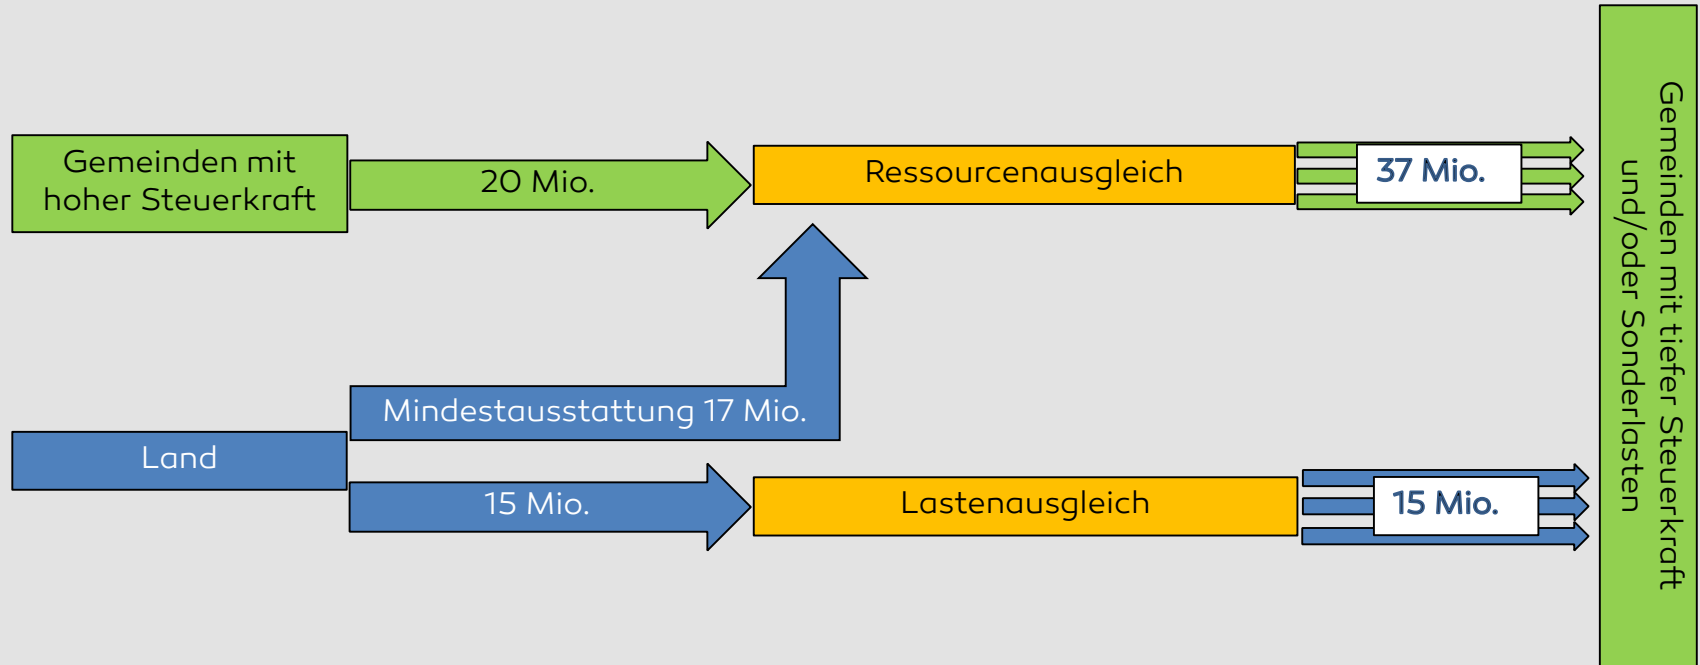 Gemeinden mit
hoher Steuerkraft
20 Mio.
Ressourcenausgleich
37 Mio.
Mindestausstattung 17 Mio.
Land
15 Mio.
Lastenausgleich
15 Mio.
Gemeinden mit tiefer Steuerkraft
und/oder Sonderlasten